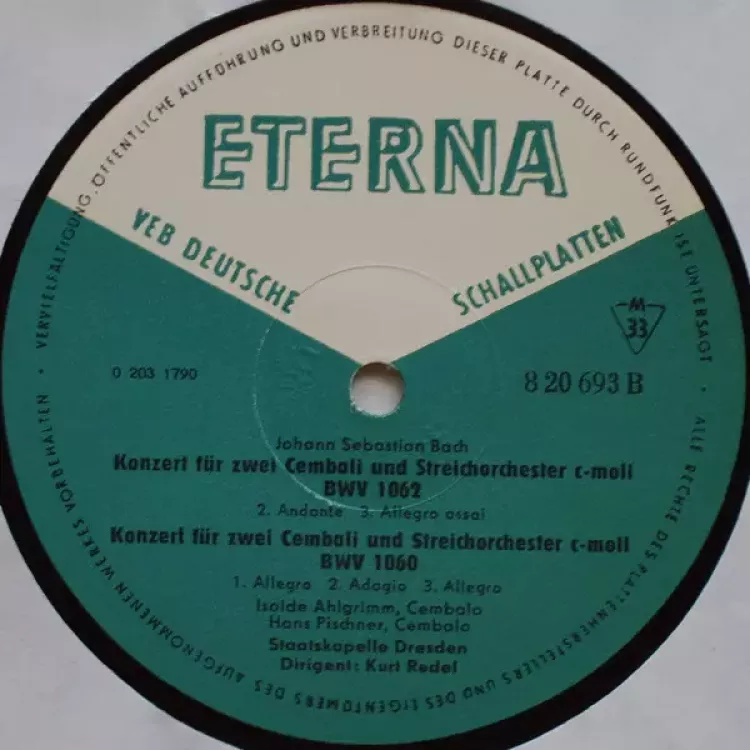 ETERNA
VEB DEUTSCHE SCHALLPLATTEN
M
33
0 203 1790
8 20 693 B
Johann Sebastian Bach
Konzert für zwei Cembali und Streichorchester c-moll
BWV 1062
2. Andante 3. Allegro assai
Konzert für zwei Cembali und Streichorchester c-moll
BWV 1060
1. Allegro 2. Adagio 3. Allegro
Isolde Ahlgrimm, Cembalo
Hans Pischner, Cembalo
Staatskapelle Dresden
Dirigent: Kurt Redel
ALLE RECHTE DES PLATTENHERSTELLERS UND DES EIGENTÜMERS DES AUFGENOMMENEN WERKES VORBEHALTEN • VERVIELFÄLTIGUNG, ÖFFENTLICHE AUFFÜHRUNG UND VERBREITUNG DIESER PLATTE DURCH RUNDFUNK IST UNTERSAGT •